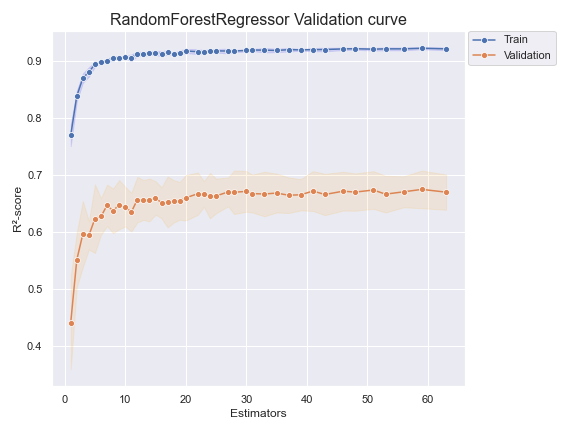 RandomForestRegressor Validation curve
Train
Validation
R²-score
0.9
0.8
0.7
0.6
0.5
0.4
0 10 20 30 40 50 60
Estimators